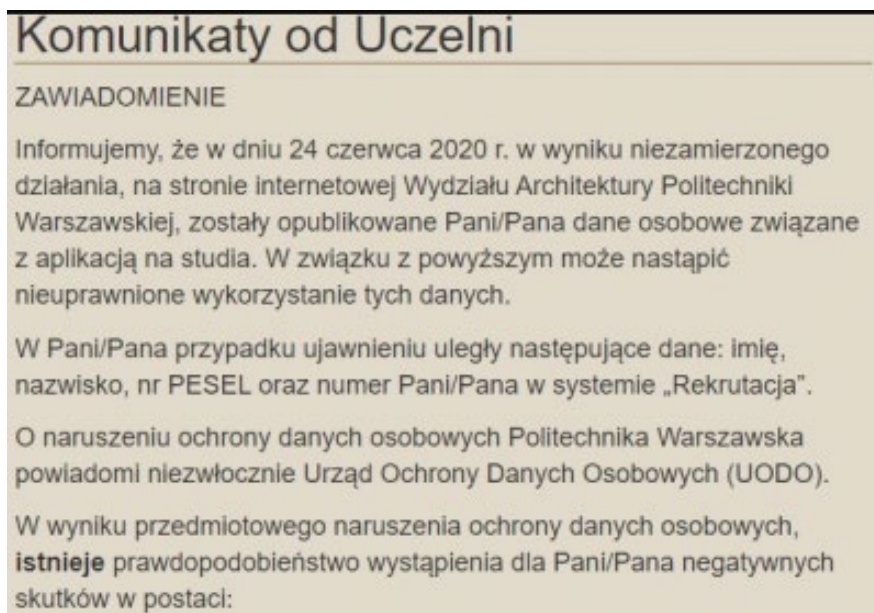 Komunikaty od Uczelni
ZAWIADOMIENIE
Informujemy, że w dniu 24 czerwca 2020 r. w wyniku niezamierzonego
działania, na stronie internetowej Wydziału Architektury Politechniki
Warszawskiej, zostały opublikowane Pani/Pana dane osobowe związane
z aplikacją na studia. W związku z powyższym może nastąpić
nieuprawnione wykorzystanie tych danych.
W Pani/Pana przypadku ujawnieniu uległy następujące dane: imię,
nazwisko, nr PESEL oraz numer Pani/Pana w systemie „Rekrutacja”.
O naruszeniu ochrony danych osobowych Politechnika Warszawska
powiadomi niezwłocznie Urząd Ochrony Danych Osobowych (UODO).
W wyniku przedmiotowego naruszenia ochrony danych osobowych,
istnieje prawdopodobieństwo wystąpienia dla Pani/Pana negatywnych
skutków w postaci: